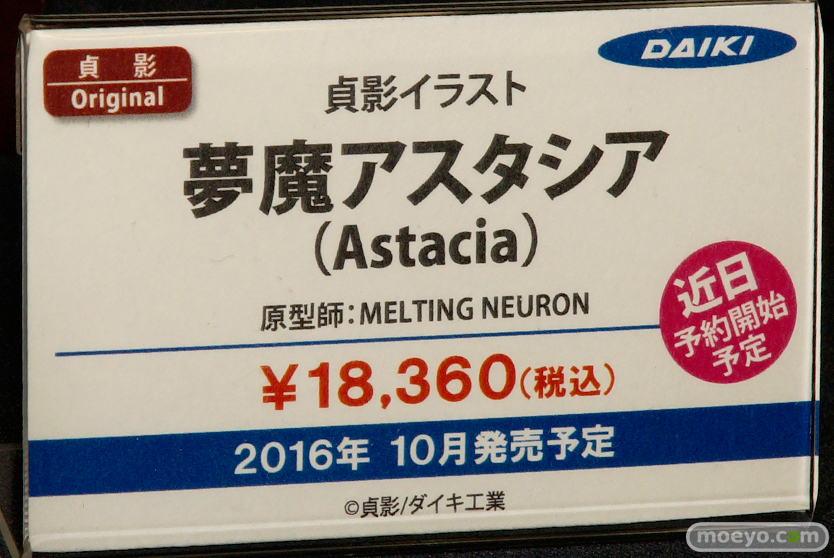 貞影
Original
DAIKI
貞影イラスト
夢魔アスタシア
(Astacia)
原型師：MELTING NEURON
近日
予約開始
予定
¥18,360(税込)
2016年 10月発売予定
©貞影/ダイキ工業
moeyo.com